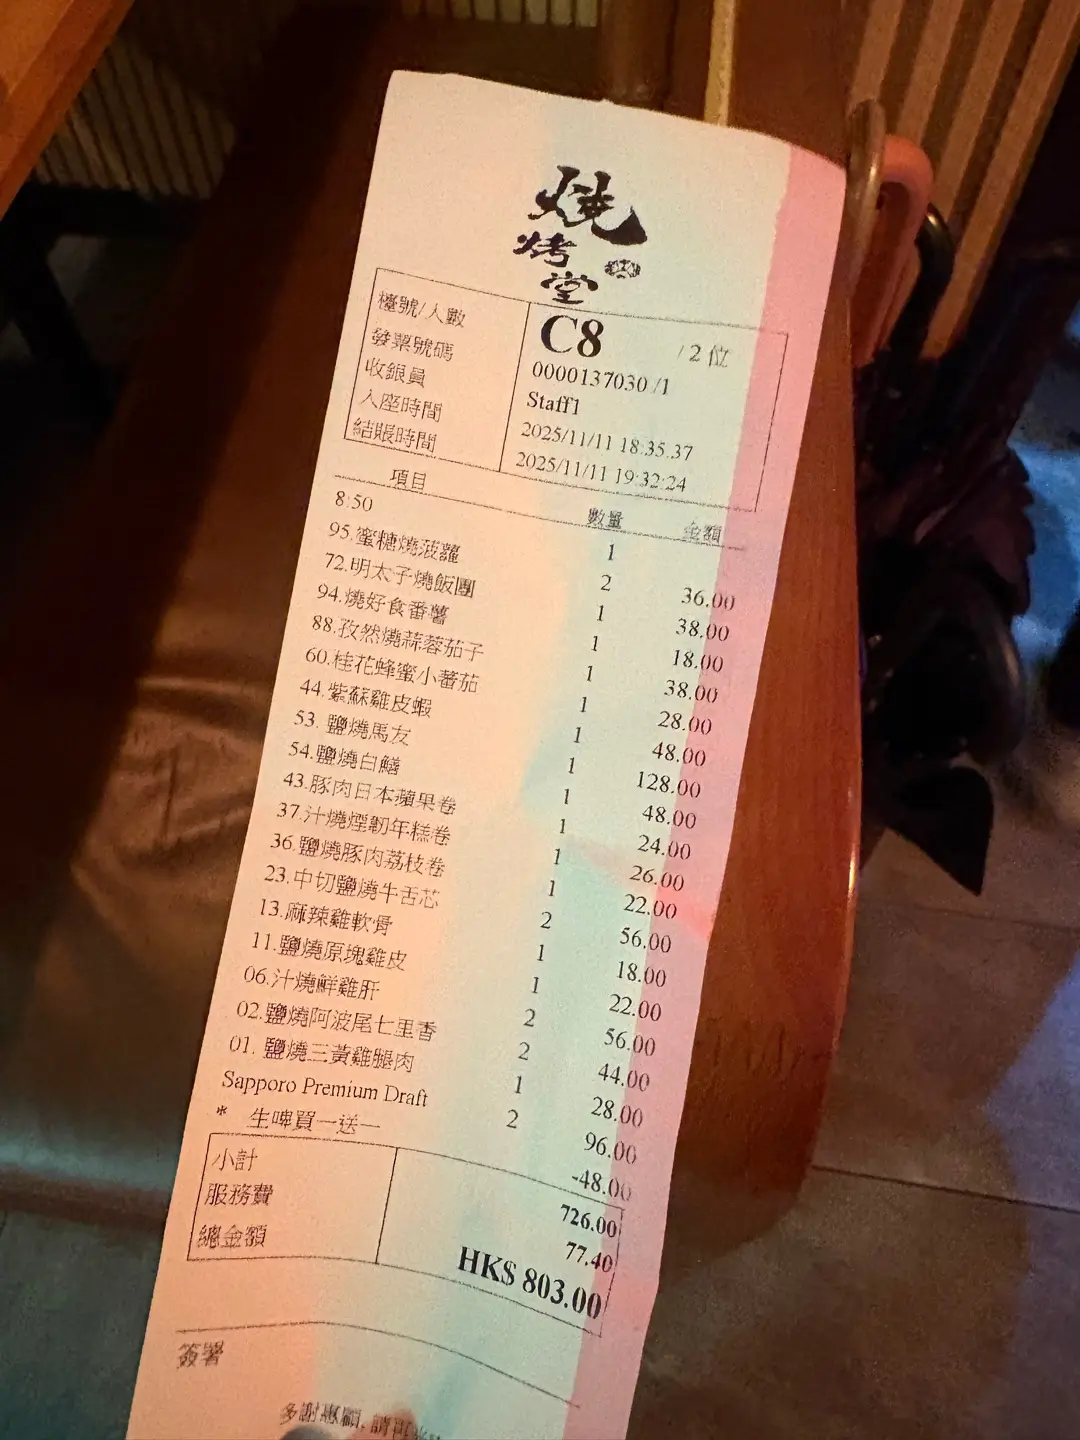 燒烤堂
檯號/人數 C8 / 2 位
發票號碼 0000137030 /1
收銀員 Staff1
入座時間 2025/11/11 18:35:37
結賬時間 2025/11/11 19:32:24
項目 數量 金額
8:50 1
95.蜜糖燒菠蘿 2 36.00
72.明太子燒飯團 1 38.00
94.燒好食番薯 1 18.00
88.孜然燒蒜蓉茄子 1 38.00
60.桂花蜂蜜小蕃茄 1 28.00
44.紫蘇雞皮蝦 1 48.00
53. 鹽燒馬友 1 128.00
54.鹽燒白鱔 1 48.00
43.豚肉日本蘋果卷 1 24.00
37.汁燒煙韌年糕卷 1 26.00
36.鹽燒豚肉荔枝卷 1 22.00
23.中切鹽燒牛舌芯 2 56.00
13.麻辣雞軟骨 1 18.00
11.鹽燒原塊雞皮 1 22.00
06.汁燒鮮雞肝 2 56.00
02.鹽燒阿波尾七里香 2 44.00
01. 鹽燒三黃雞腿肉 1 28.00
Sapporo Premium Draft 2 96.00
* 生啤買一送一 -48.00
小計 726.00
服務費 77.40
總金額 HK$ 803.00
簽署
多謝惠顧, 請再